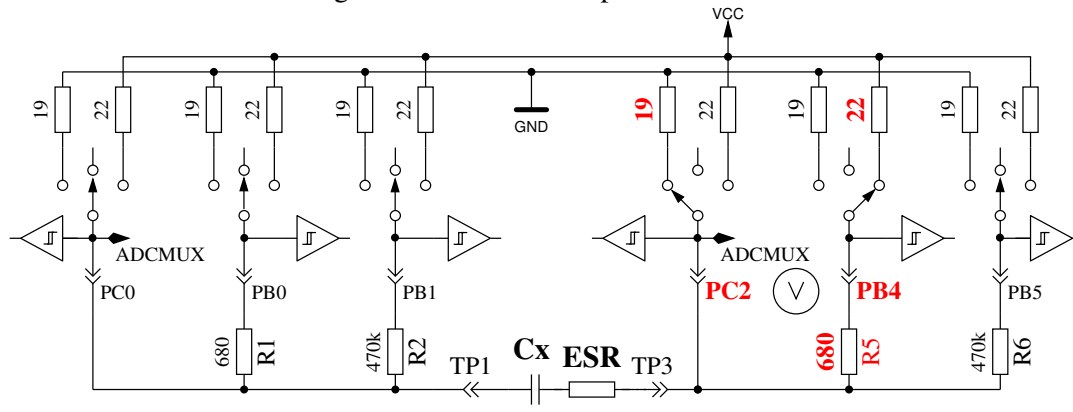 VCC
19 22 19 22 19 22 GND 19 22 19 22 19 22
ADCMUX ADCMUX
PC0 PB0 PB1 PC2 V PB4 PB5
680 R1 470k R2 680 R5 470k R6
TP1 Cx ESR TP3